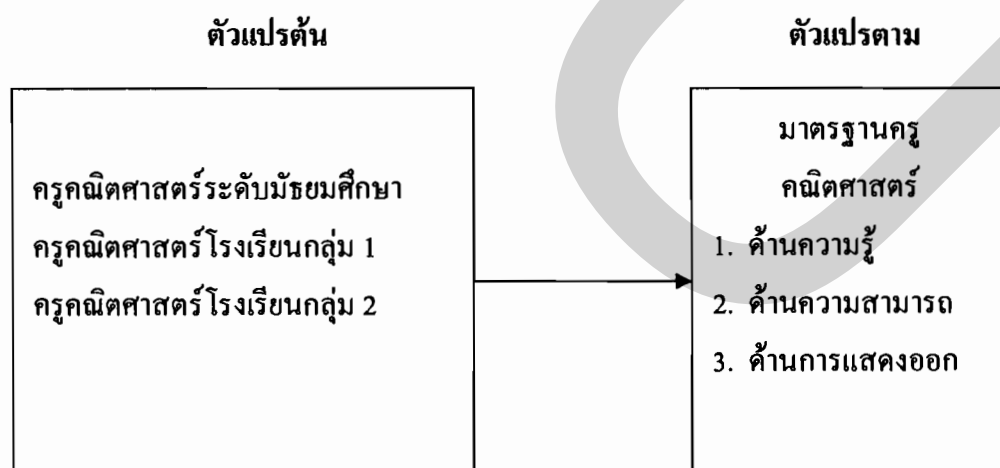 ตัวแปรต้น
ครูคณิตศาสตร์ระดับมัธยมศึกษา
ครูคณิตศาสตร์โรงเรียนกลุ่ม 1
ครูคณิตศาสตร์โรงเรียนกลุ่ม 2
ตัวแปรตาม
มาตรฐานครู
คณิตศาสตร์
1. ด้านความรู้
2. ด้านความสามารถ
3. ด้านการแสดงออก